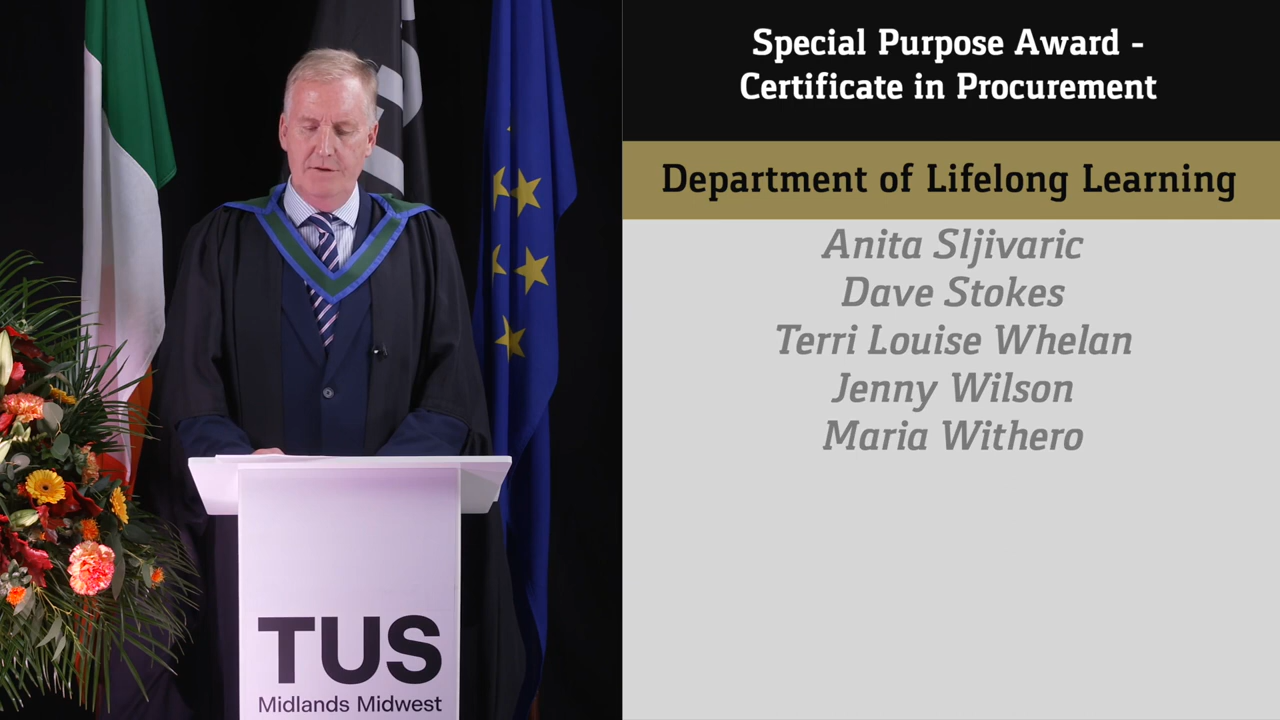 Special Purpose Award -
Certificate in Procurement
Department of Lifelong Learning
Anita Sljivaric
Dave Stokes
Terri Louise Whelan
Jenny Wilson
Maria Withero
TUS
Midlands Midwest